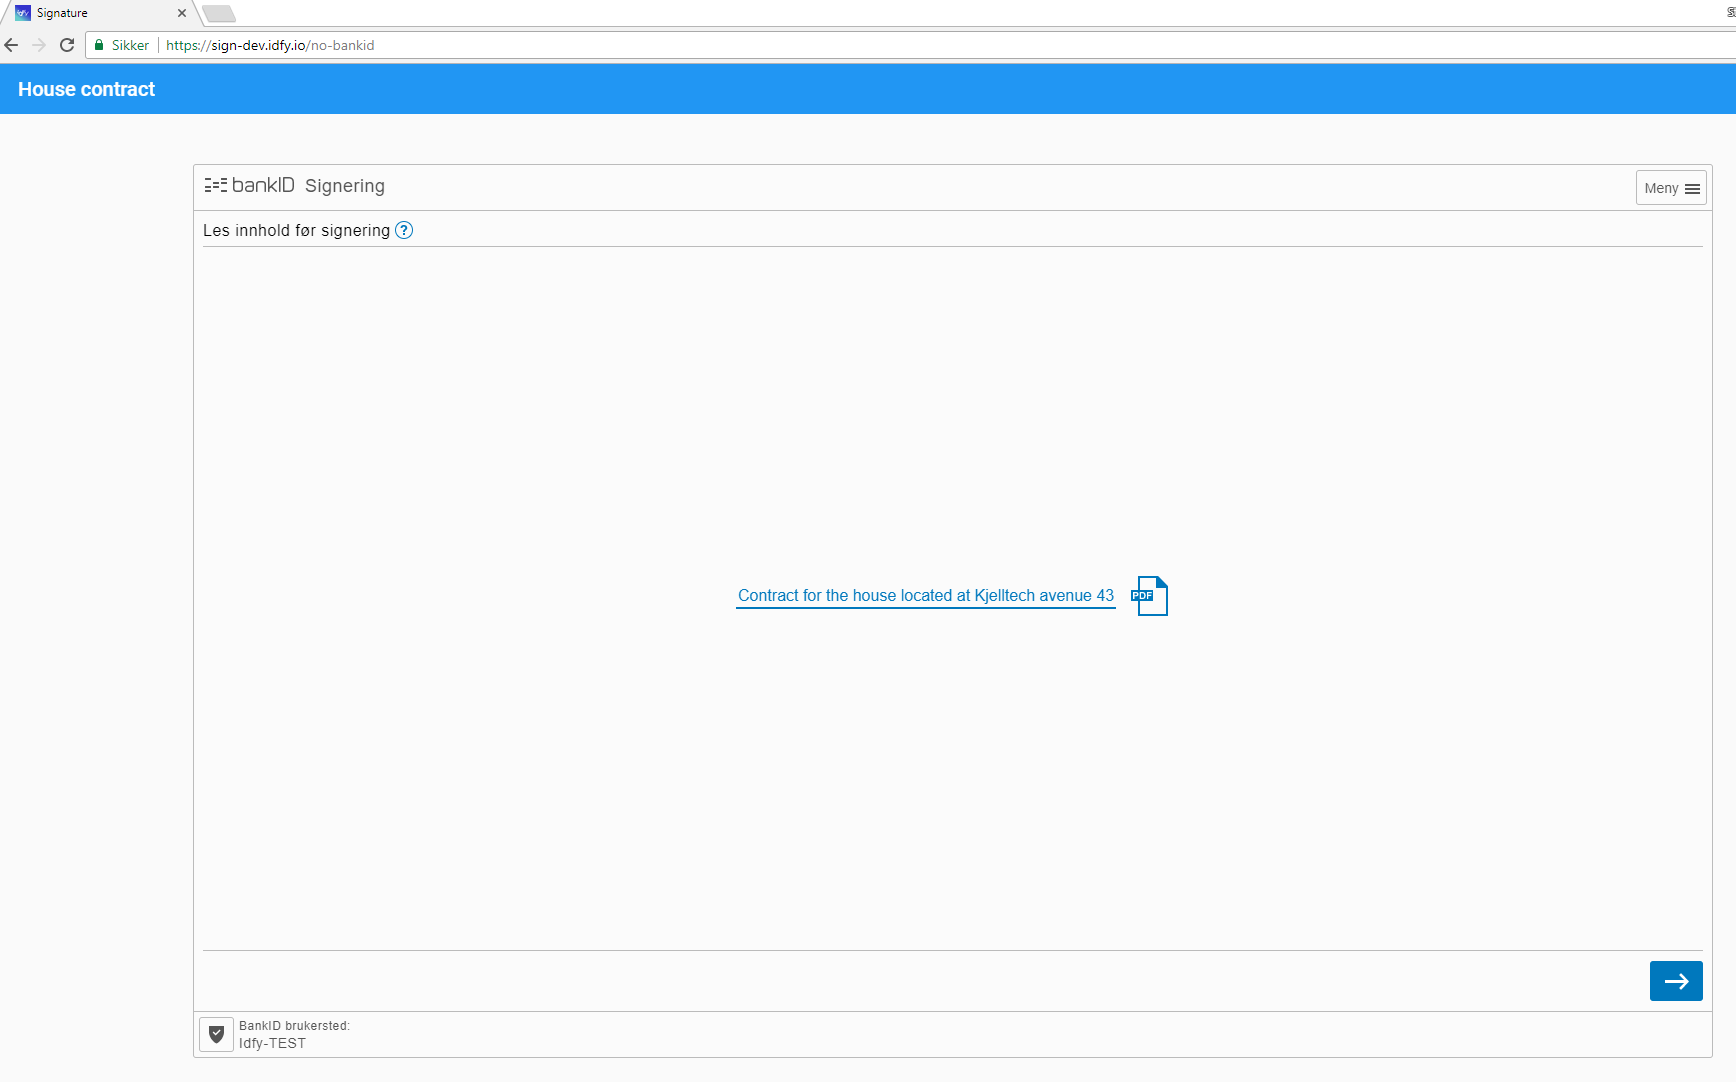 Signature
Sikker https://sign-dev.idfy.io/no-bankid
House contract
bankID Signering
Meny
Les innhold før signering ?
Contract for the house located at Kjelltech avenue 43
PDF
BankID brukersted:
Idfy-TEST